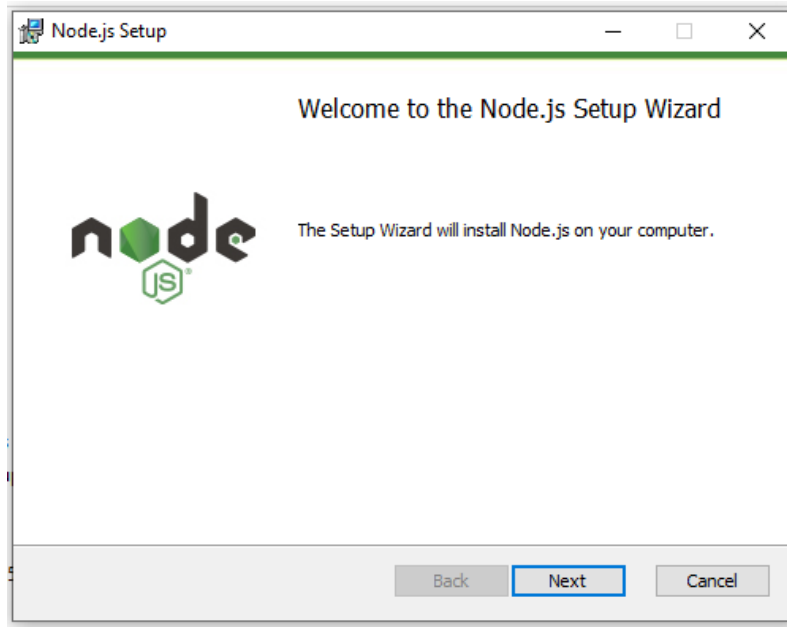 Node.js Setup
Welcome to the Node.js Setup Wizard
node
JS®
The Setup Wizard will install Node.js on your computer.
Back Next Cancel